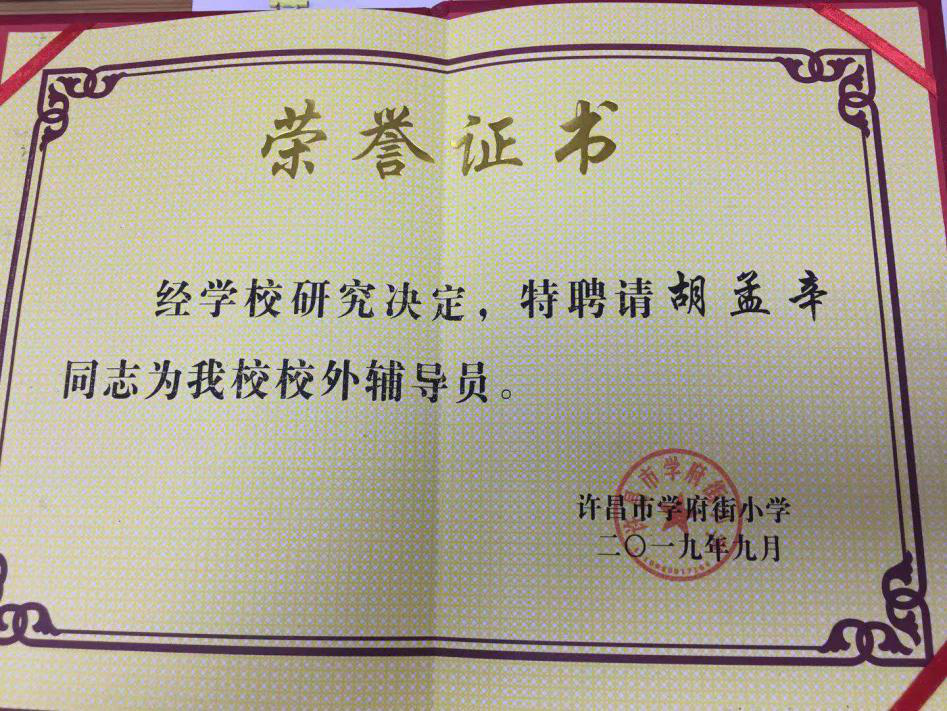 荣誉证书
经学校研究决定，特聘请胡孟辛
同志为我校校外辅导员。
许昌市学府街小学
二〇一九年九月